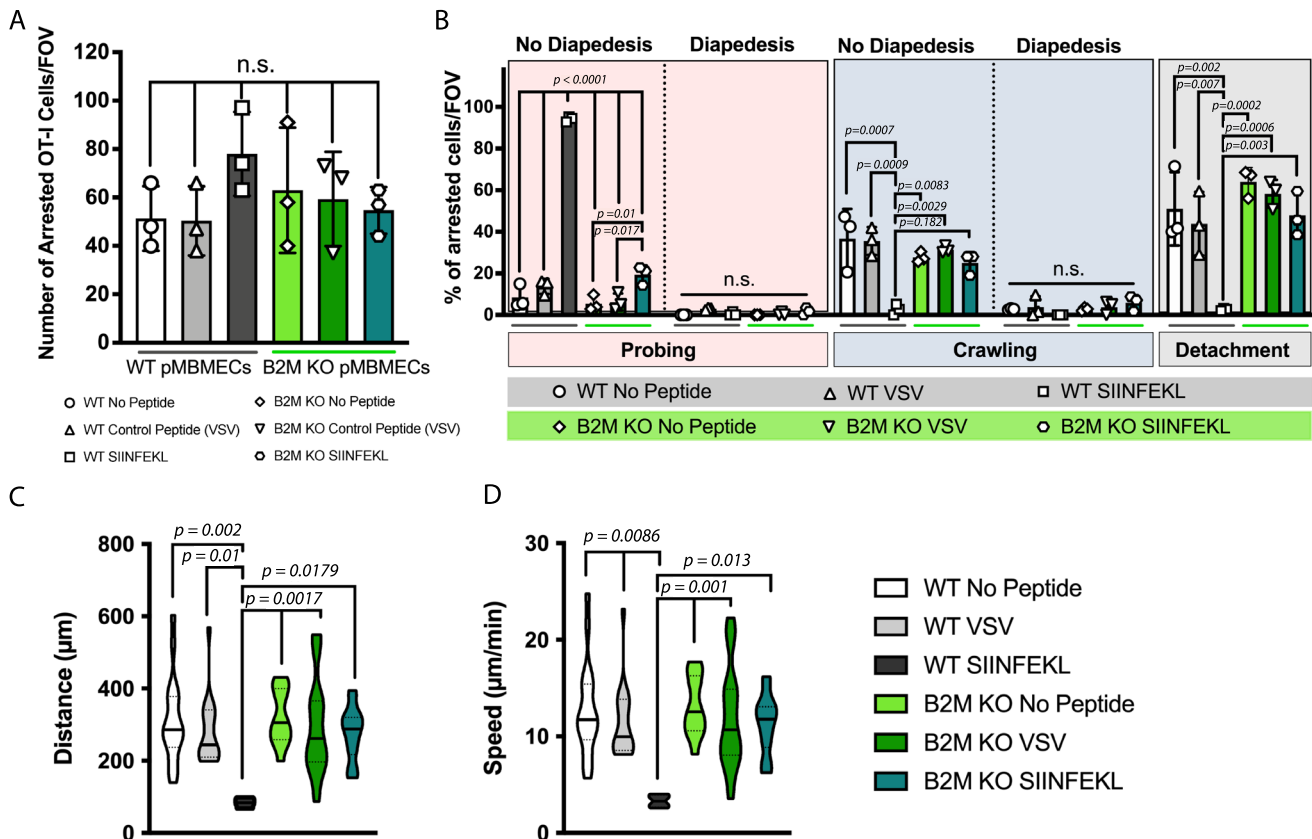 A
Number of Arrested OT-I Cells/FOV
120
100
80
60
40
20
0
n.s.
WT pMBMECs
B2M KO pMBMECs
WT No Peptide
B2M KO No Peptide
WT Control Peptide (VSV)
B2M KO Control Peptide (VSV)
WT SIINFEKL
B2M KO SIINFEKL
B
No Diapedesis
Diapedesis
No Diapedesis
Diapedesis
% of arrested cells/FOV
100
80
60
40
20
0
p < 0.0001
p =0.01
p =0.017
n.s.
p=0.0007
p= 0.0009
p= 0.0083
p=0.0029
p=0.182
n.s.
p=0.002
p=0.007
p=0.0002
p=0.0006
p=0.003
Probing
Crawling
Detachment
WT No Peptide
WT VSV
WT SIINFEKL
B2M KO No Peptide
B2M KO VSV
B2M KO SIINFEKL
C
Distance (µm)
800
600
400
200
0
p = 0.002
p = 0.01
p = 0.0179
p = 0.0017
D
Speed (µm/min)
30
20
10
0
p = 0.0086
p = 0.013
p = 0.001
WT No Peptide
WT VSV
WT SIINFEKL
B2M KO No Peptide
B2M KO VSV
B2M KO SIINFEKL